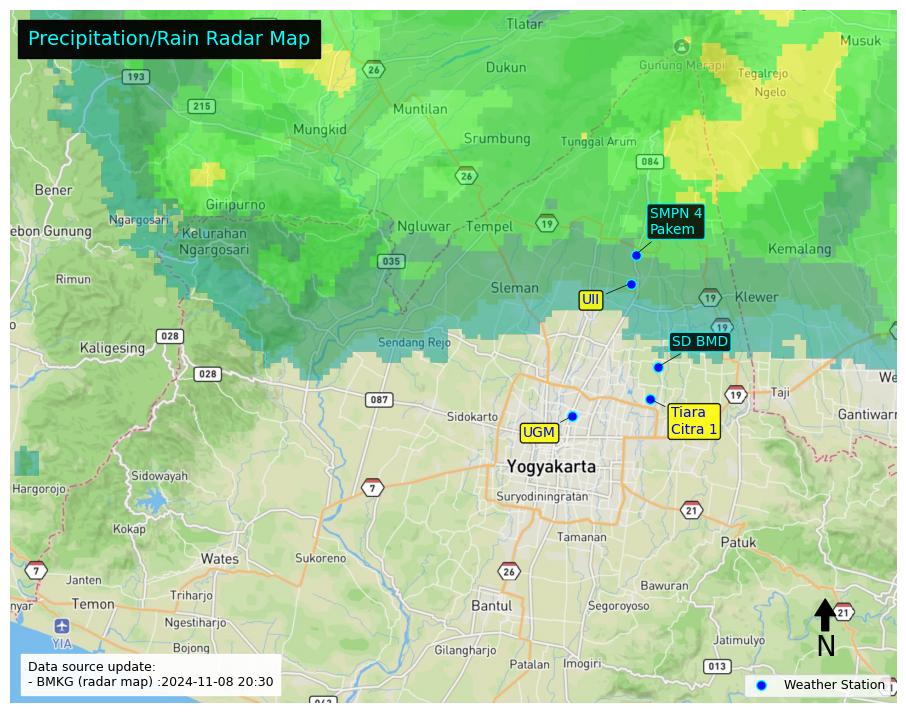 Precipitation/Rain Radar Map
Tlatar
Musuk
26
Gunung Merapi
193
Dukun
Tegalrejo
Ngelo
215
Muntilan
Mungkid
Srumbung
Tunggal Arum
084
26
Bener
Giripurno
SMPN 4
Pakem
Ngargosari
Ngluwar
Tempel
19
ebon Gunung
Kelurahan
Ngargosari
Kemalang
035
Rimun
Sleman
UII
19
Klewer
o
028
19
Kaligesing
Sendang Rejo
SD BMD
028
We
087
19
Taji
Sidokarto
Tiara
Citra 1
Gantiwarn
UGM
Yogyakarta
Sidowayah
7
Hargorojo
Suryodiningratan
21
Kokap
Tamanan
Patuk
Wates
Sukoreno
7
26
Janten
Bawuran
Triharjo
nyar
Temon
Bantul
Segoroyoso
21
Ngestiharjo
YIA
N
Jatimulyo
Bojong
Gilangharjo
Data source update:
- BMKG (radar map) :2024-11-08 20:30
Patalan
Imogiri
013
Weather Station